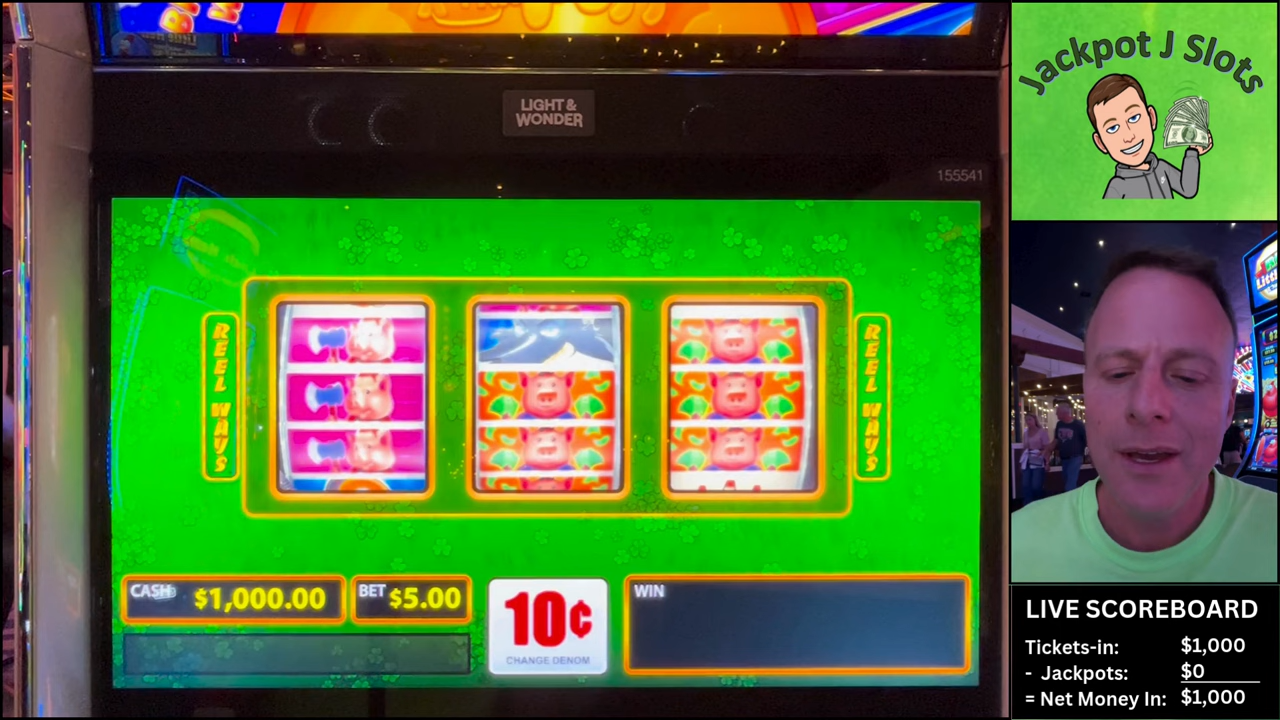 LIGHT &
WONDER
155541
REEL WAYS
REEL WAYS
CASH $1,000.00
BET $5.00
10¢
CHANGE DENOM
WIN
Jackpot J Slots
LIVE SCOREBOARD
Tickets-in: $1,000
- Jackpots: $0
= Net Money In: $1,000